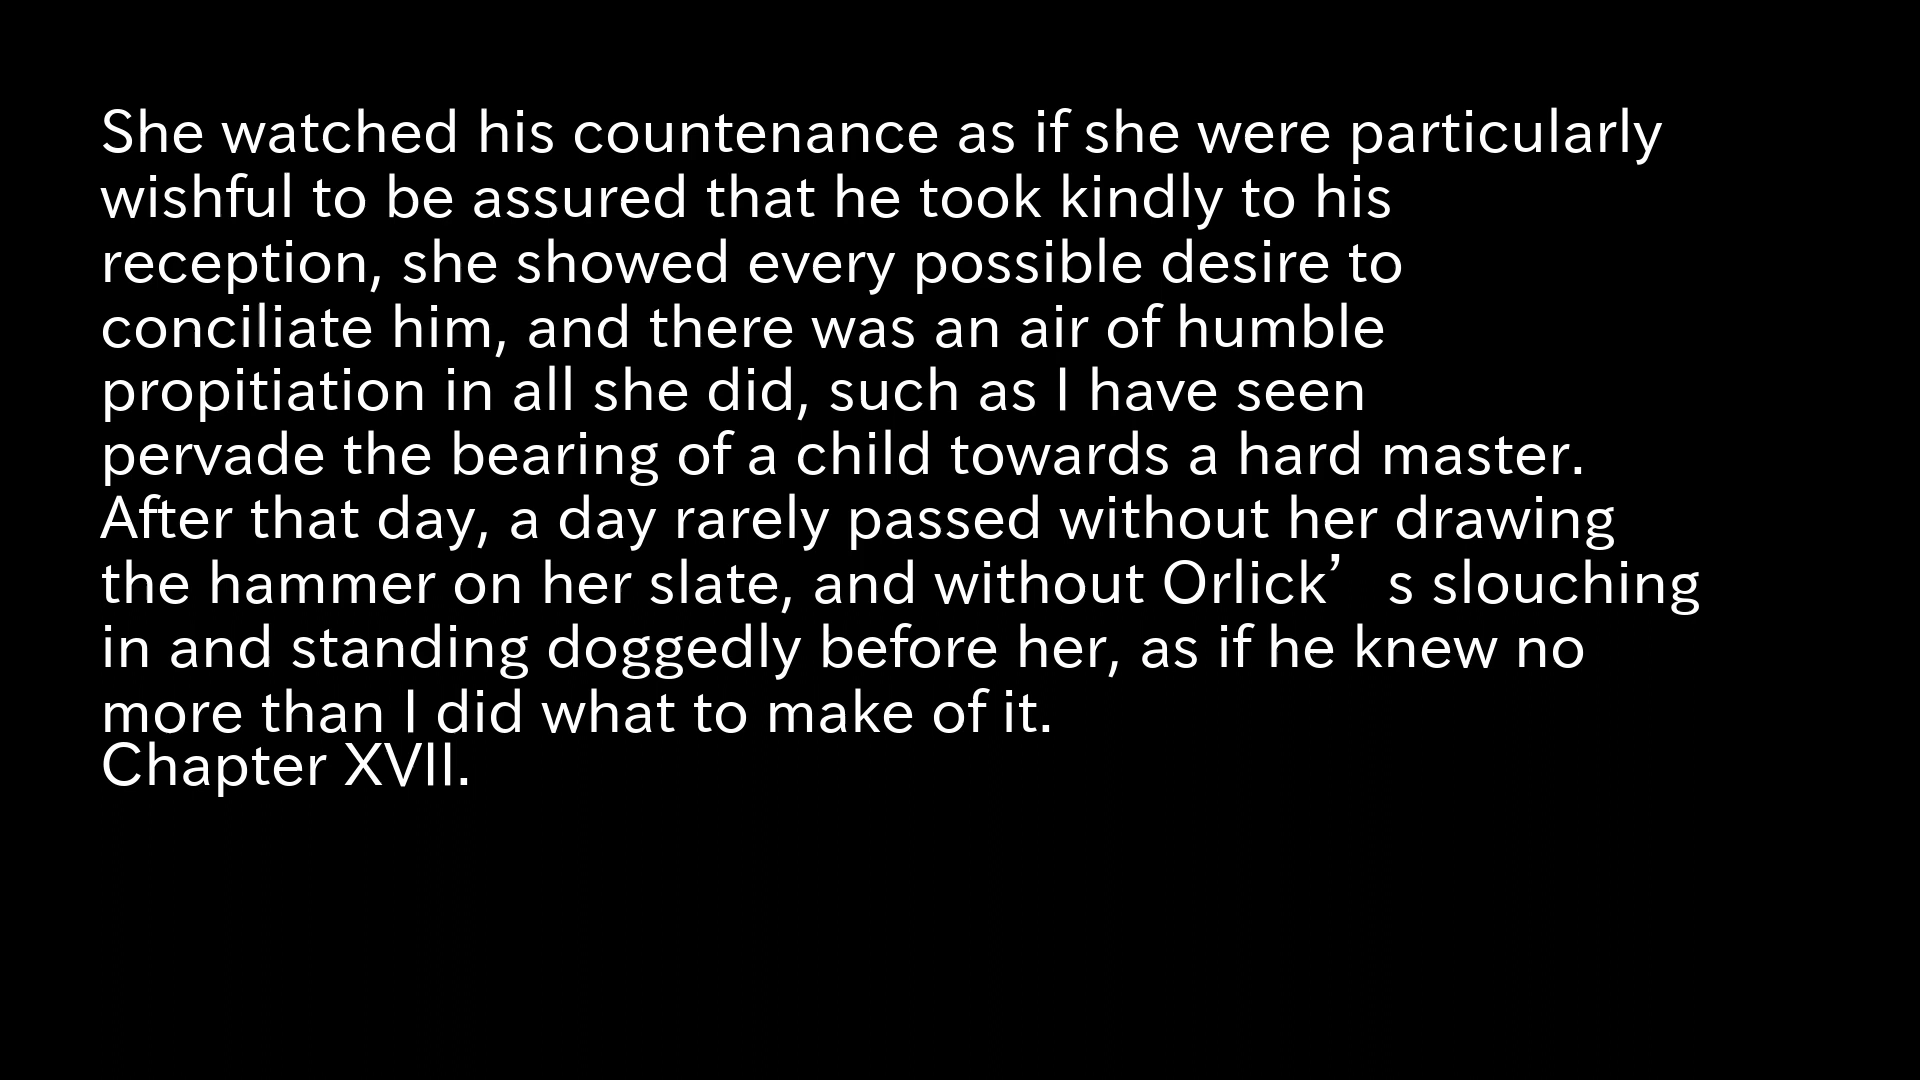 She watched his countenance as if she were particularly
wishful to be assured that he took kindly to his
reception, she showed every possible desire to
conciliate him, and there was an air of humble
propitiation in all she did, such as I have seen
pervade the bearing of a child towards a hard master.
After that day, a day rarely passed without her drawing
the hammer on her slate, and without Orlick’s slouching
in and standing doggedly before her, as if he knew no
more than I did what to make of it.
Chapter XVII.